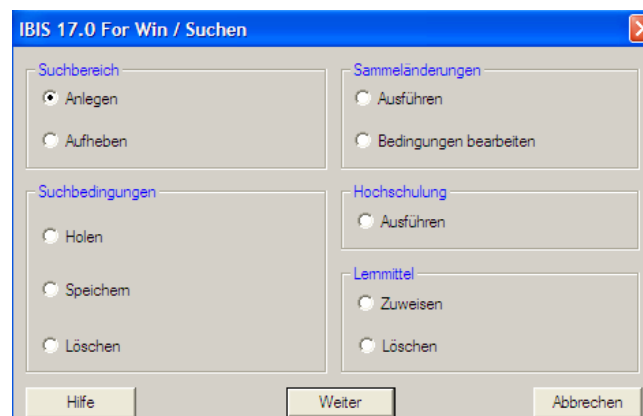 IBIS 17.0 For Win / Suchen
Suchbereich
Anlegen
Aufheben
Suchbedingungen
Holen
Speichern
Löschen
Sammeländerungen
Ausführen
Bedingungen bearbeiten
Hochschulung
Ausführen
Lernmittel
Zuweisen
Löschen
Hilfe
Weiter
Abbrechen